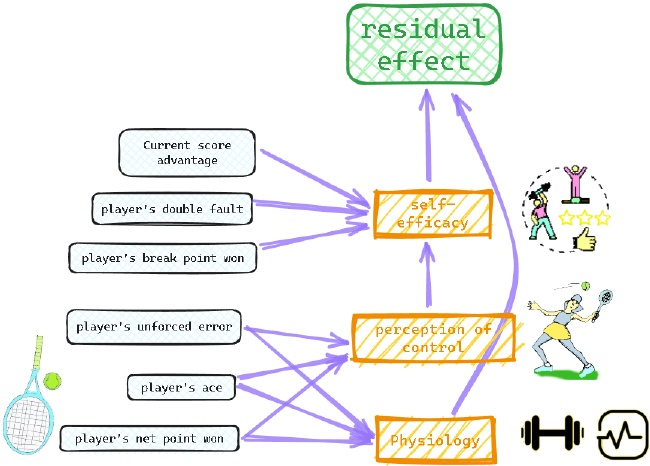 residual
effect
Current score
advantage
player's double fault
self-
efficacy
player's break point won
player's unforced error
perception of
control
player's ace
player's net point won
Physiology